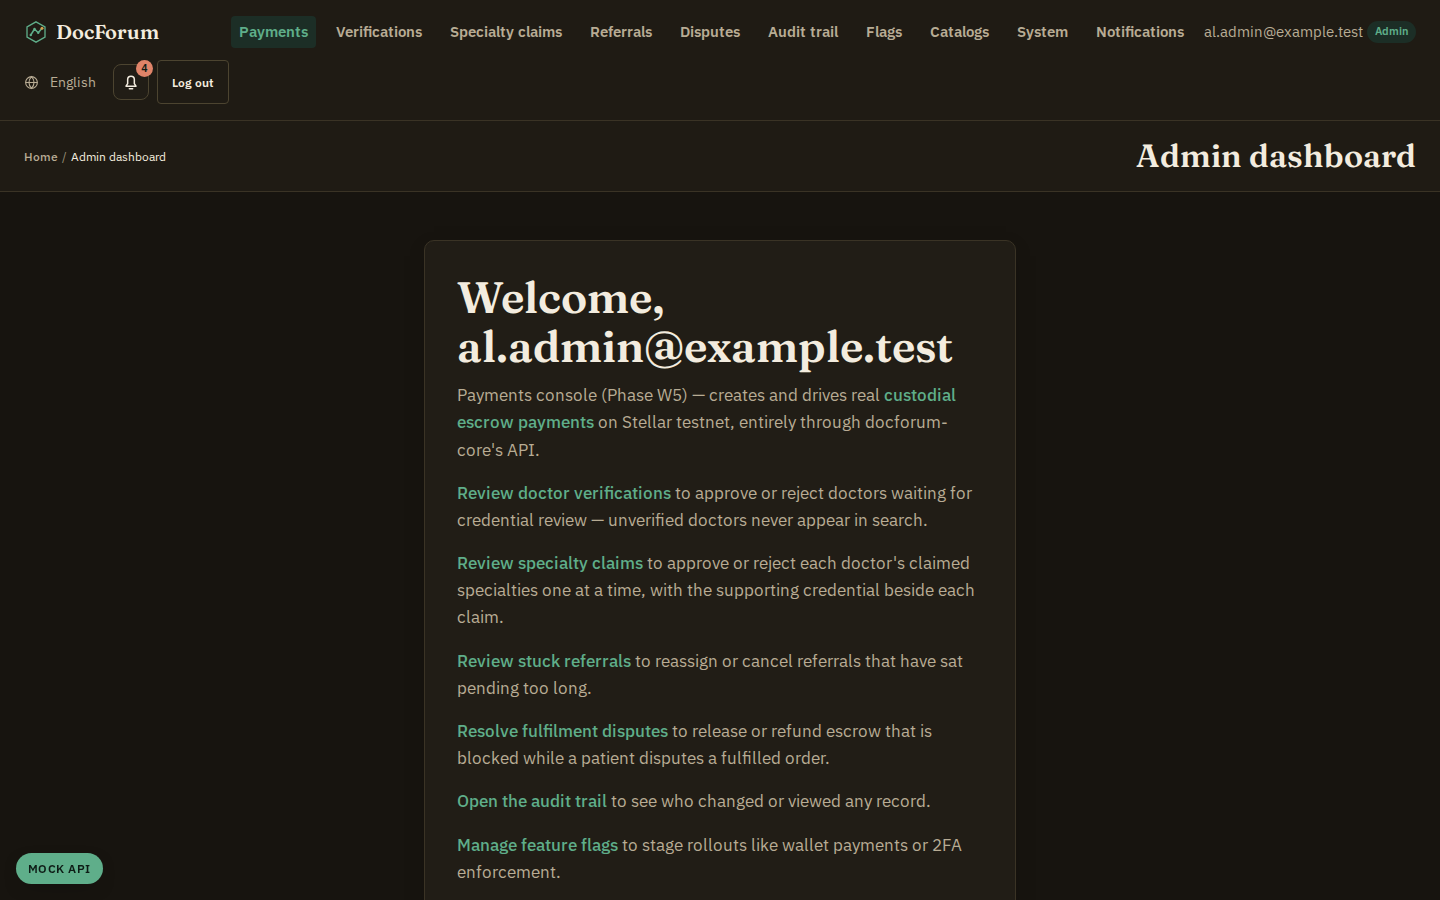 DocForum
Payments Verifications Specialty claims Referrals Disputes Audit trail Flags Catalogs System Notifications al.admin@example.test Admin
English 4 Log out
Home / Admin dashboard
Admin dashboard
Welcome,
al.admin@example.test
Payments console (Phase W5) — creates and drives real custodial
escrow payments on Stellar testnet, entirely through docforum-
core's API.
Review doctor verifications to approve or reject doctors waiting for
credential review — unverified doctors never appear in search.
Review specialty claims to approve or reject each doctor's claimed
specialties one at a time, with the supporting credential beside each
claim.
Review stuck referrals to reassign or cancel referrals that have sat
pending too long.
Resolve fulfilment disputes to release or refund escrow that is
blocked while a patient disputes a fulfilled order.
Open the audit trail to see who changed or viewed any record.
Manage feature flags to stage rollouts like wallet payments or 2FA
enforcement.
MOCK API